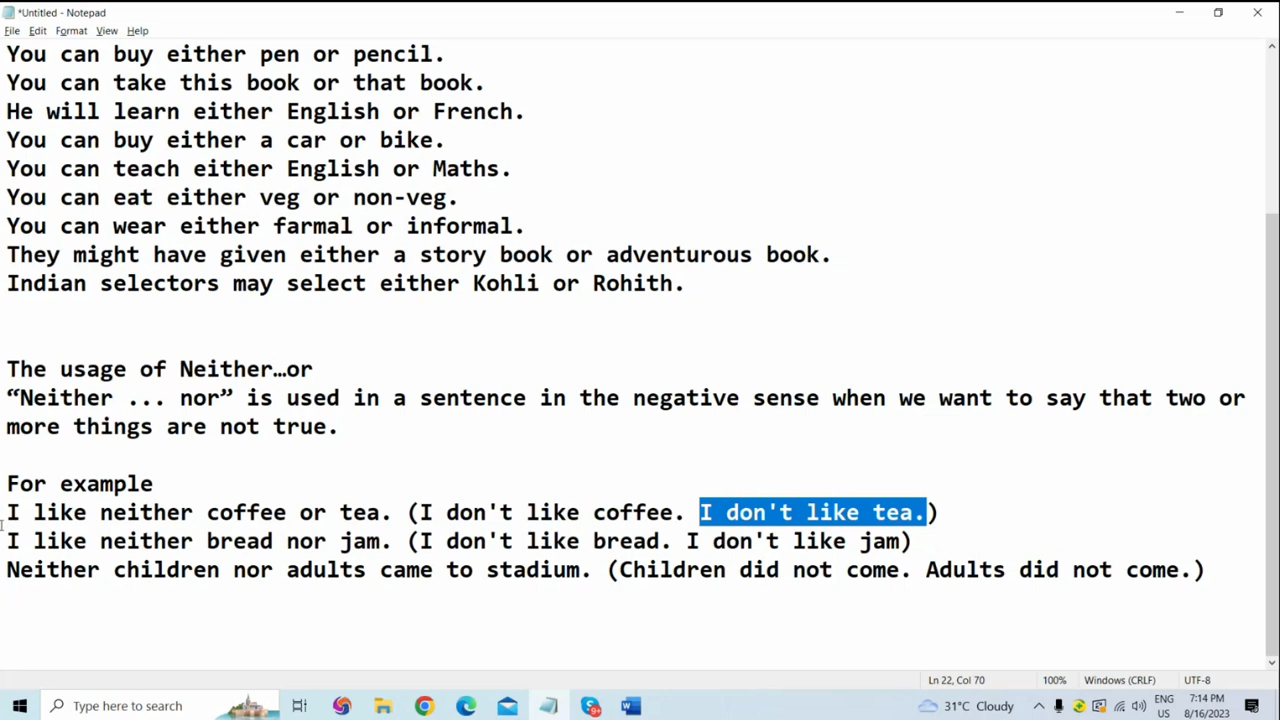 *Untitled - Notepad
File Edit Format View Help
You can buy either pen or pencil.
You can take this book or that book.
He will learn either English or French.
You can buy either a car or bike.
You can teach either English or Maths.
You can eat either veg or non-veg.
You can wear either farmal or informal.
They might have given either a story book or adventurous book.
Indian selectors may select either Kohli or Rohith.
The usage of Neither…or
“Neither ... nor” is used in a sentence in the negative sense when we want to say that two or
more things are not true.
For example
I like neither coffee or tea. (I don't like coffee. I don't like tea.)
I like neither bread nor jam. (I don't like bread. I don't like jam)
Neither children nor adults came to stadium. (Children did not come. Adults did not come.)
Ln 22, Col 70 100% Windows (CRLF) UTF-8
Type here to search 9+ W 31°C Cloudy ENG US 7:14 PM 8/16/2023